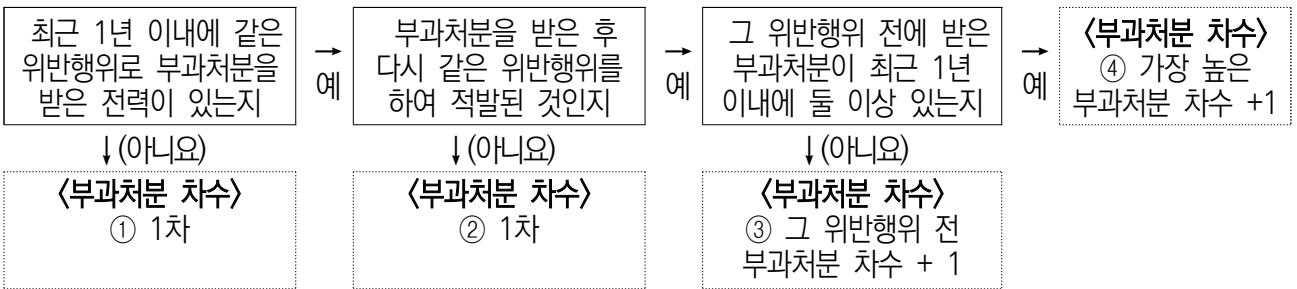 최근 1년 이내에 같은
위반행위로 부과처분을
받은 전력이 있는지
→
예
부과처분을 받은 후
다시 같은 위반행위를
하여 적발된 것인지
→
예
그 위반행위 전에 받은
부과처분이 최근 1년
이내에 둘 이상 있는지
→
예
〈부과처분 차수〉
④ 가장 높은
부과처분 차수 +1
↓(아니요)
↓(아니요)
↓(아니요)
〈부과처분 차수〉
① 1차
〈부과처분 차수〉
② 1차
〈부과처분 차수〉
③ 그 위반행위 전
부과처분 차수 + 1